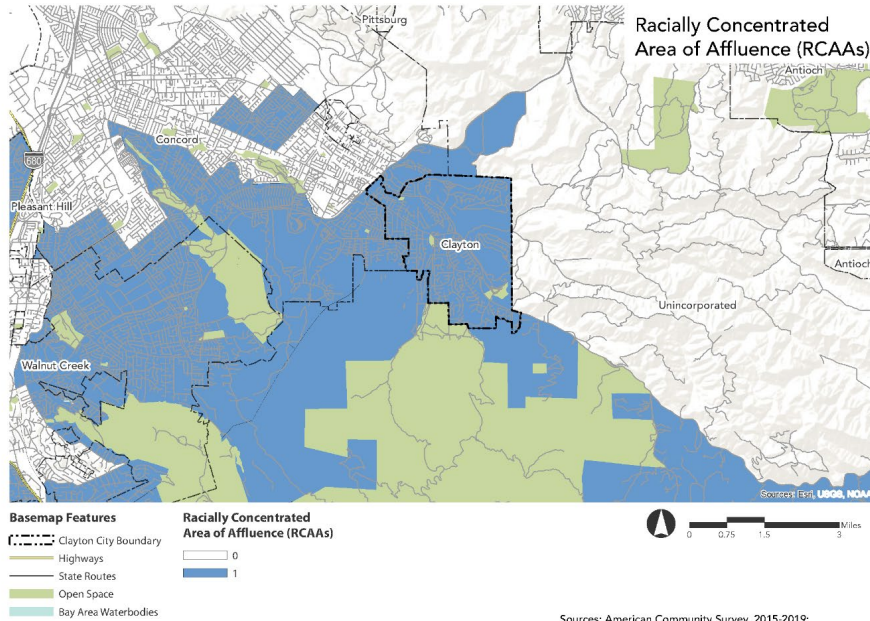 Racially Concentrated
Area of Affluence (RCAAs)
Pittsburg
Antioch
Concord
680
Pleasant Hill
Clayton
Antioch
Unincorporated
Walnut Creek
Sources: Esri, USGS, NOAA
Basemap Features
Clayton City Boundary
Highways
State Routes
Open Space
Bay Area Waterbodies
Racially Concentrated
Area of Affluence (RCAAs)
0
1
0 0.75 1.5 3 Miles
Sources: American Community Survey, 2015-2019;